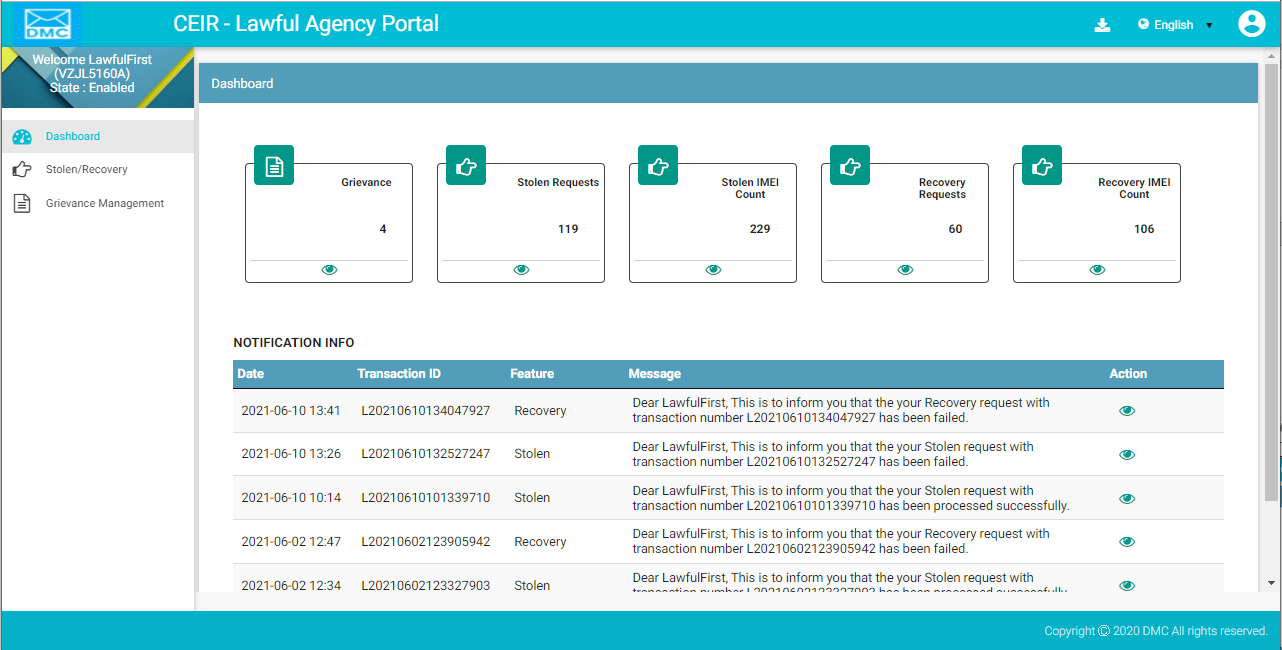 DMC
CEIR - Lawful Agency Portal
English
Welcome LawfulFirst
(VZJL5160A)
State : Enabled
Dashboard
Stolen/Recovery
Grievance Management
Dashboard
Grievance
4
Stolen Requests
119
Stolen IMEI
Count
229
Recovery
Requests
60
Recovery IMEI
Count
106
NOTIFICATION INFO
Date Transaction ID Feature Message Action
2021-06-10 13:41 L20210610134047927 Recovery Dear LawfulFirst, This is to inform you that the your Recovery request with
transaction number L20210610134047927 has been failed.
2021-06-10 13:26 L20210610132527247 Stolen Dear LawfulFirst, This is to inform you that the your Stolen request with
transaction number L20210610132527247 has been failed.
2021-06-10 10:14 L20210610101339710 Stolen Dear LawfulFirst, This is to inform you that the your Stolen request with
transaction number L20210610101339710 has been processed successfully.
2021-06-02 12:47 L20210602123905942 Recovery Dear LawfulFirst, This is to inform you that the your Recovery request with
transaction number L20210602123905942 has been failed.
2021-06-02 12:34 L20210602123327903 Stolen Dear LawfulFirst, This is to inform you that the your Stolen request with
transaction number L20210602123327903 has been processed successfully.
Copyright © 2020 DMC All rights reserved.